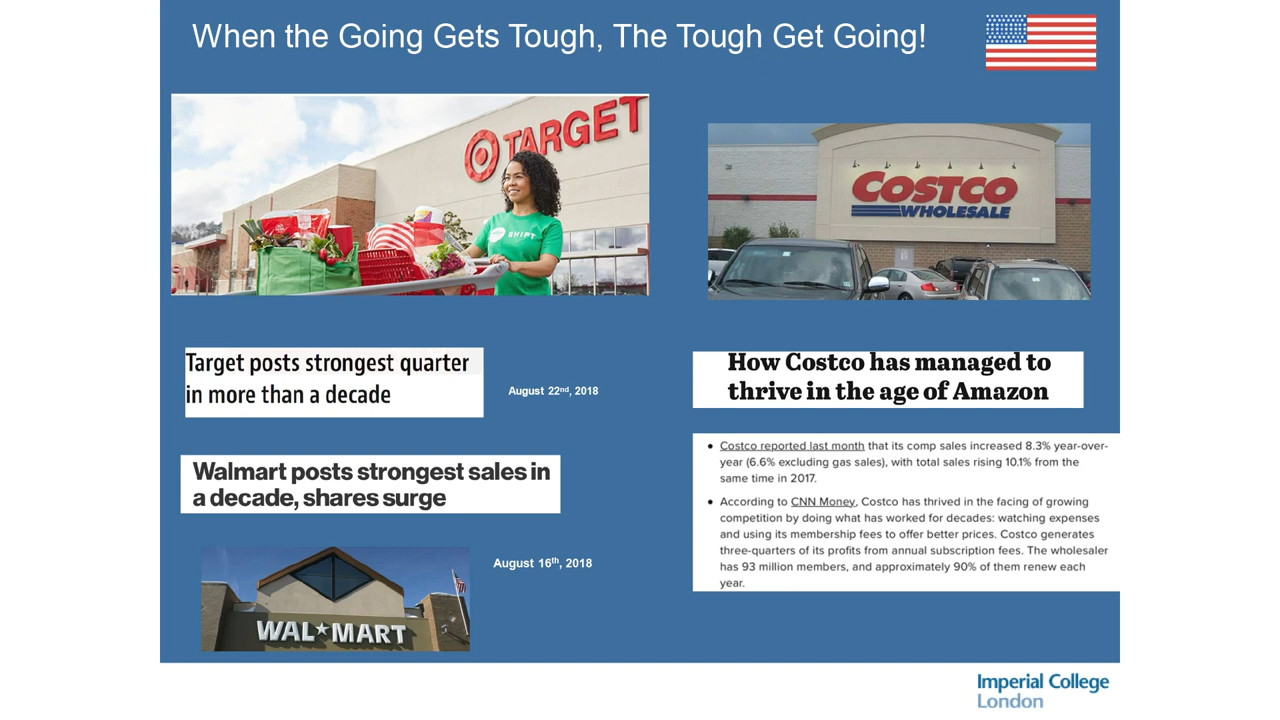 When the Going Gets Tough, The Tough Get Going!
TARGET
SHIPT
COSTCO
WHOLESALE
Target posts strongest quarter
in more than a decade
August 22nd, 2018
How Costco has managed to
thrive in the age of Amazon
Walmart posts strongest sales in
a decade, shares surge
August 16th, 2018
WAL★MART
• Costco reported last month that its comp sales increased 8.3% year-over-
year (6.6% excluding gas sales), with total sales rising 10.1% from the
same time in 2017.
• According to CNN Money, Costco has thrived in the facing of growing
competition by doing what has worked for decades: watching expenses
and using its membership fees to offer better prices. Costco generates
three-quarters of its profits from annual subscription fees. The wholesaler
has 93 million members, and approximately 90% of them renew each
year.
Imperial College
London